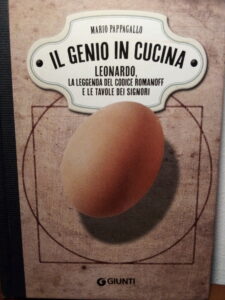 MARIO PAPPAGALLO
IL GENIO IN CUCINA
LEONARDO,
LA LEGGENDA DEL CODICE ROMANOFF
E LE TAVOLE DEI SIGNORI
GIUNTI